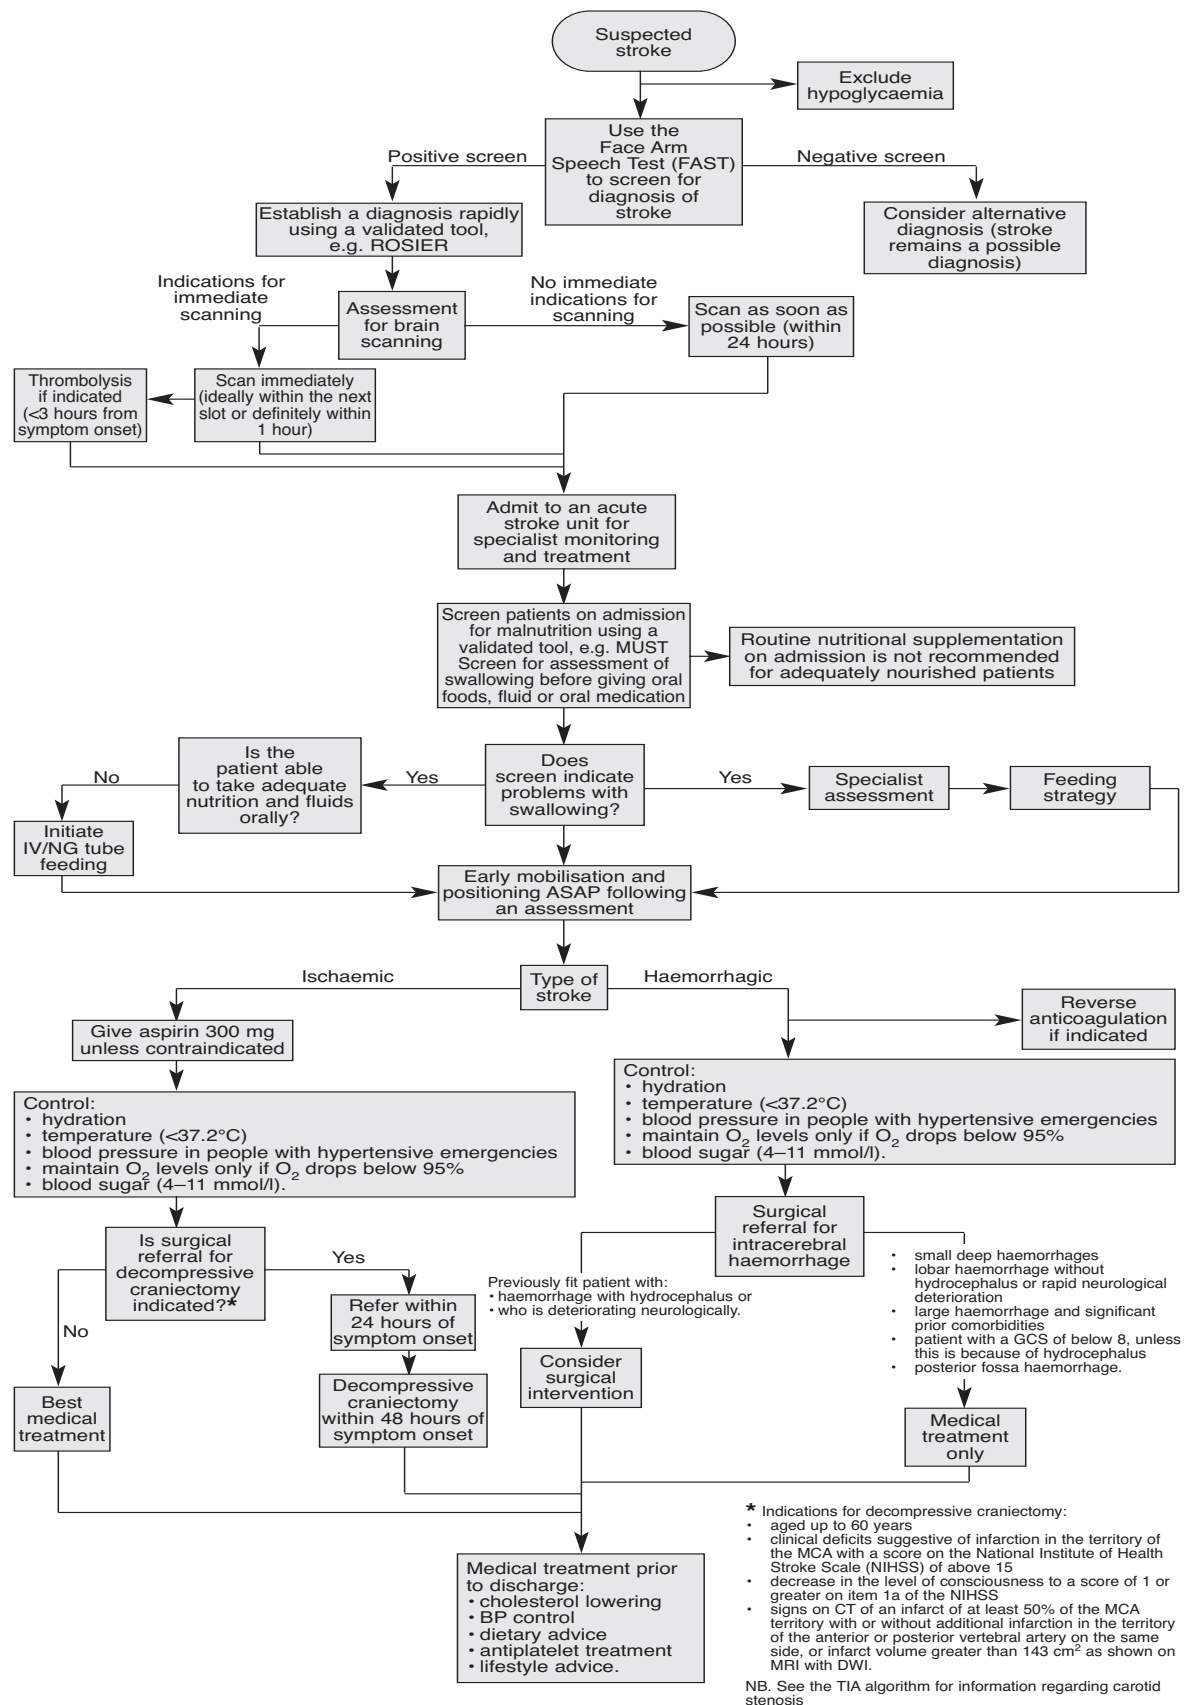 Suspected
stroke
Exclude
hypoglycaemia
Use the
Face Arm
Speech Test (FAST)
to screen for
diagnosis of
stroke
Positive screen
Negative screen
Establish a diagnosis rapidly
using a validated tool,
e.g. ROSIER
Consider alternative
diagnosis (stroke
remains a possible
diagnosis)
Indications for
immediate
scanning
Assessment
for brain
scanning
No immediate
indications for
scanning
Scan as soon as
possible (within
24 hours)
Thrombolysis
if indicated
(<3 hours from
symptom onset)
Scan immediately
(ideally within the next
slot or definitely within
1 hour)
Admit to an acute
stroke unit for
specialist monitoring
and treatment
Screen patients on admission
for malnutrition using a
validated tool, e.g. MUST
Screen for assessment of
swallowing before giving oral
foods, fluid or oral medication
Routine nutritional supplementation
on admission is not recommended
for adequately nourished patients
No
Is the
patient able
to take adequate
nutrition and fluids
orally?
Yes
Does
screen indicate
problems with
swallowing?
Yes
Specialist
assessment
Feeding
strategy
Initiate
IV/NG tube
feeding
Early mobilisation and
positioning ASAP following
an assessment
Ischaemic
Type of
stroke
Haemorrhagic
Give aspirin 300 mg
unless contraindicated
Reverse
anticoagulation
if indicated
Control:
• hydration
• temperature (<37.2°C)
• blood pressure in people with hypertensive emergencies
• maintain O2 levels only if O2 drops below 95%
• blood sugar (4–11 mmol/l).
Control:
• hydration
• temperature (<37.2°C)
• blood pressure in people with hypertensive emergencies
• maintain O2 levels only if O2 drops below 95%
• blood sugar (4–11 mmol/l).
Is surgical
referral for
decompressive
craniectomy
indicated?*
Yes
No
Refer within
24 hours of
symptom onset
Decompressive
craniectomy
within 48 hours of
symptom onset
Best
medical
treatment
Surgical
referral for
intracerebral
haemorrhage
Previously fit patient with:
• haemorrhage with hydrocephalus or
• who is deteriorating neurologically.
Consider
surgical
intervention
• small deep haemorrhages
• lobar haemorrhage without
hydrocephalus or rapid neurological
deterioration
• large haemorrhage and significant
prior comorbidities
• patient with a GCS of below 8, unless
this is because of hydrocephalus
• posterior fossa haemorrhage.
Medical
treatment
only
Medical treatment prior
to discharge:
• cholesterol lowering
• BP control
• dietary advice
• antiplatelet treatment
• lifestyle advice.
* Indications for decompressive craniectomy:
• aged up to 60 years
• clinical deficits suggestive of infarction in the territory of
the MCA with a score on the National Institute of Health
Stroke Scale (NIHSS) of above 15
• decrease in the level of consciousness to a score of 1 or
greater on item 1a of the NIHSS
• signs on CT of an infarct of at least 50% of the MCA
territory with or without additional infarction in the territory
of the anterior or posterior vertebral artery on the same
side, or infarct volume greater than 143 cm² as shown on
MRI with DWI.
NB. See the TIA algorithm for information regarding carotid
stenosis